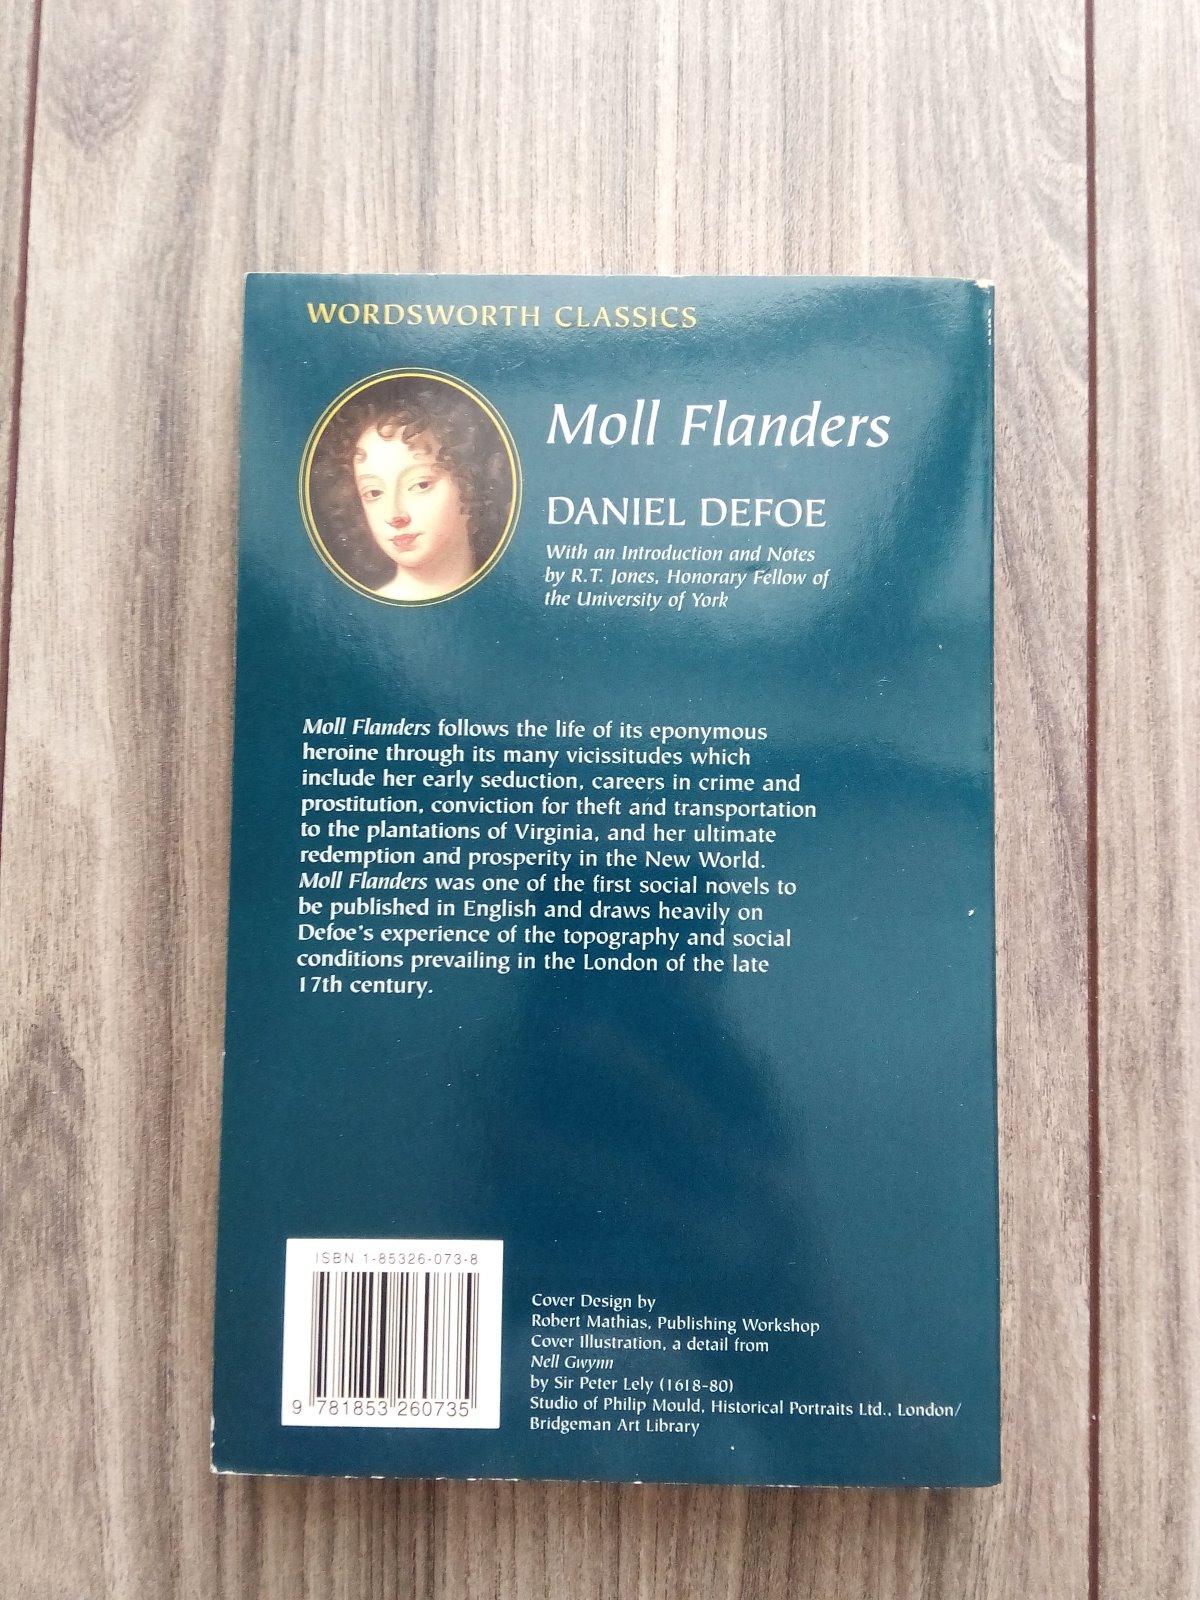 WORDSWORTH CLASSICS
Moll Flanders
DANIEL DEFOE
With an Introduction and Notes
by R.T. Jones, Honorary Fellow of
the University of York
Moll Flanders follows the life of its eponymous
heroine through its many vicissitudes which
include her early seduction, careers in crime and
prostitution, conviction for theft and transportation
to the plantations of Virginia, and her ultimate
redemption and prosperity in the New World.
Moll Flanders was one of the first social novels to
be published in English and draws heavily on
Defoe's experience of the topography and social
conditions prevailing in the London of the late
17th century.
ISBN 1-85326-073-8
9 781853 260735
Cover Design by
Robert Mathias, Publishing Workshop
Cover Illustration, a detail from
Nell Gwynn
by Sir Peter Lely (1618-80)
Studio of Philip Mould, Historical Portraits Ltd., London/
Bridgeman Art Library